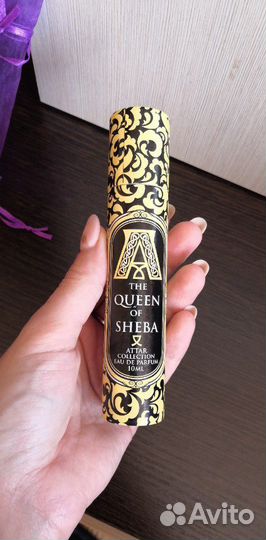 A
THE
QUEEN
OF
SHEBA
ATTAR
COLLECTION
EAU DE PARFUM
10ML
Avito